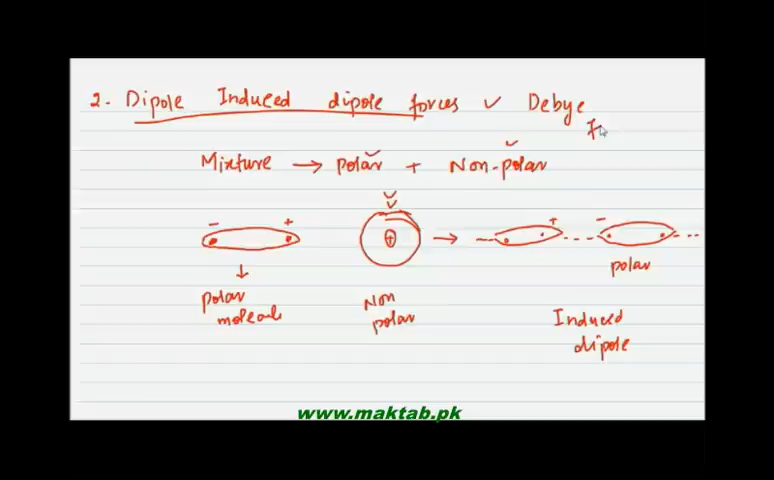 2. Dipole Induced dipole forces ✓ Debye
Mixture → polar + Non-polar
- + + → + -
polar
polar molecule
Non polar
Induced dipole
www.maktab.pk